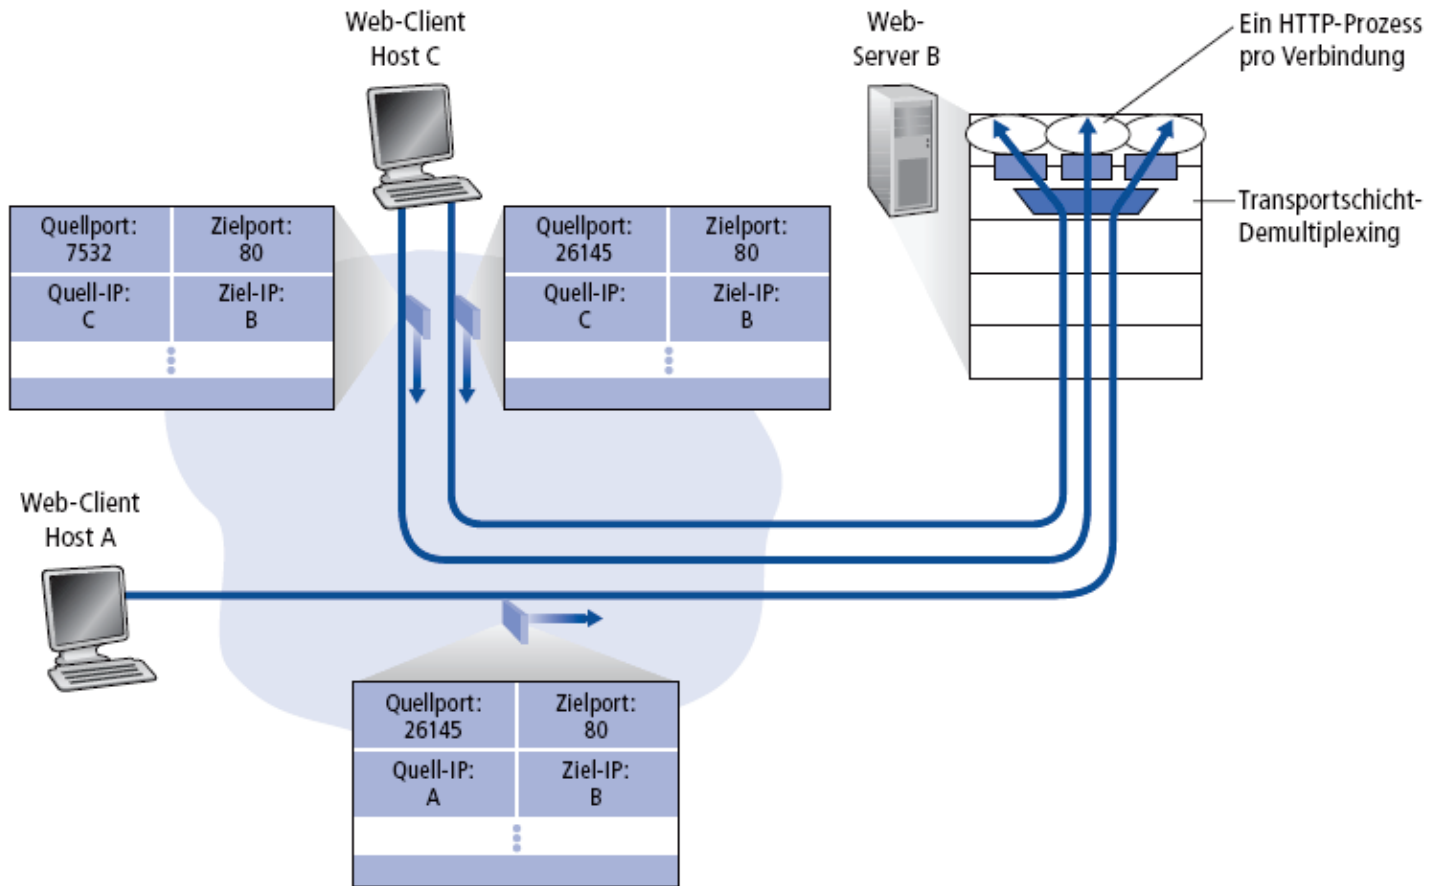 Web-Client
Host C
Web-
Server B
Ein HTTP-Prozess
pro Verbindung
Transportschicht-
Demultiplexing
Quellport:
7532
Zielport:
80
Quell-IP:
C
Ziel-IP:
B
Quellport:
26145
Zielport:
80
Quell-IP:
C
Ziel-IP:
B
Web-Client
Host A
Quellport:
26145
Zielport:
80
Quell-IP:
A
Ziel-IP:
B